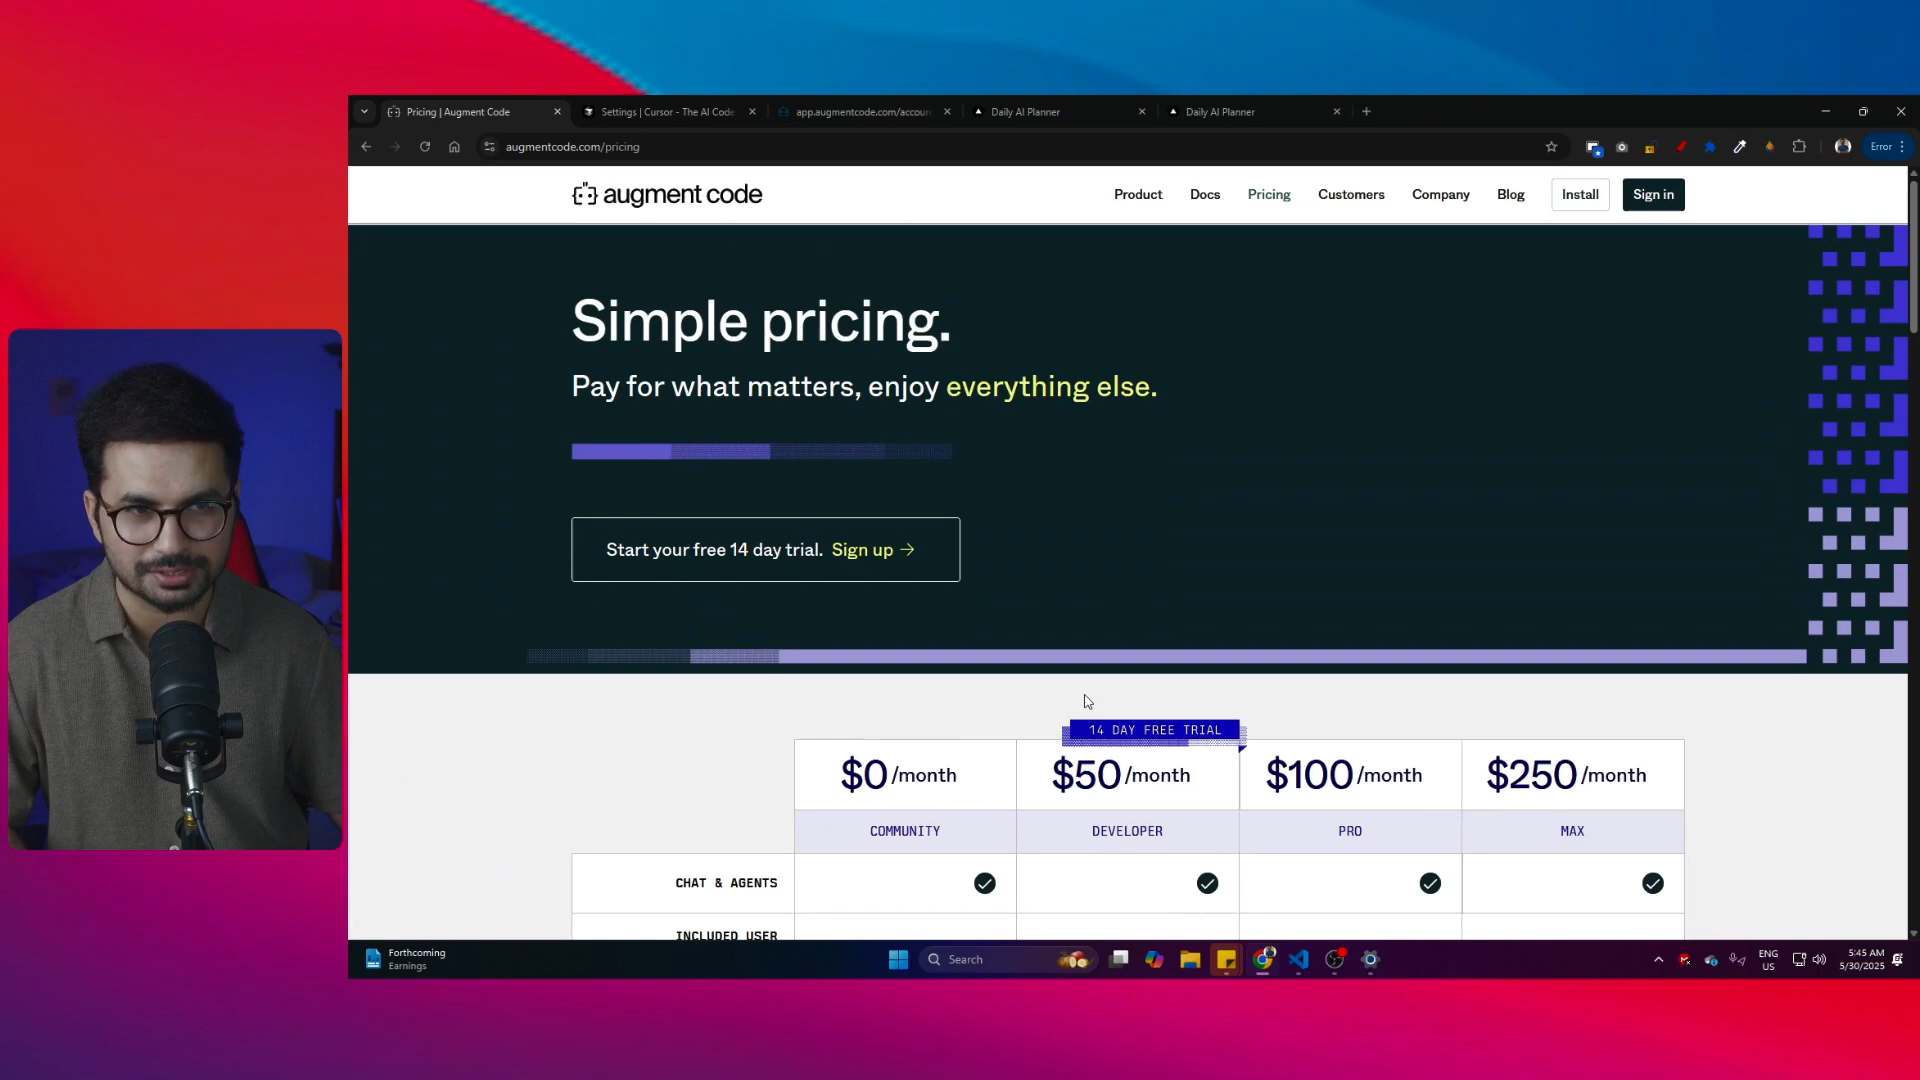 Pricing | Augment Code
Settings | Cursor - The AI Code
app.augmentcode.com/accoun
Daily AI Planner
Daily AI Planner
augmentcode.com/pricing
Error
augment code
Product
Docs
Pricing
Customers
Company
Blog
Install
Sign in
Simple pricing.
Pay for what matters, enjoy everything else.
Start your free 14 day trial. Sign up →
14 DAY FREE TRIAL
$0/month
$50/month
$100/month
$250/month
COMMUNITY
DEVELOPER
PRO
MAX
CHAT & AGENTS
INCLUDED USER
Forthcoming
Earnings
Search
ENG
US
5:45 AM
5/30/2025